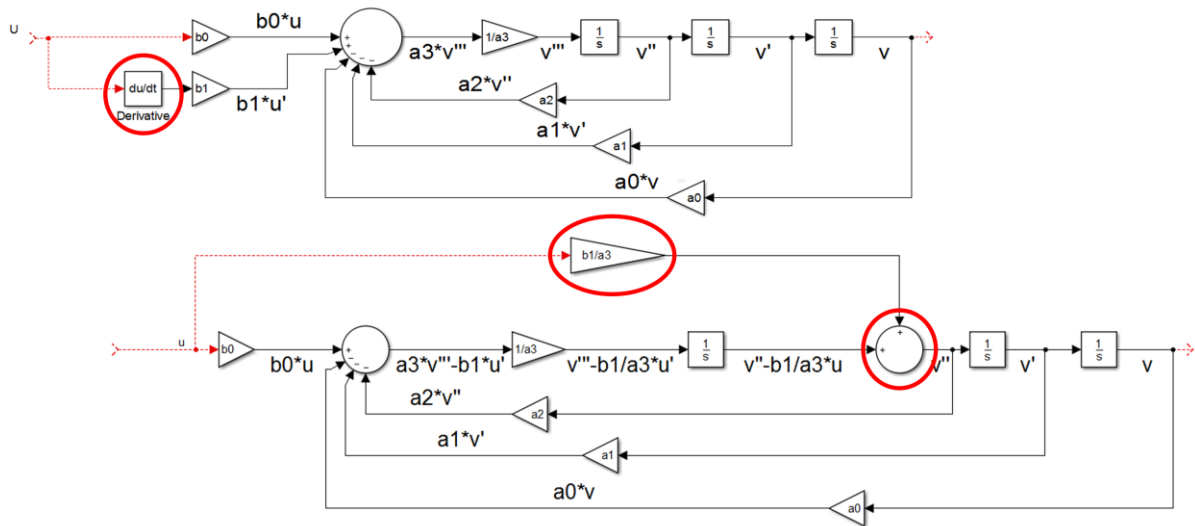 U
b0
b0*u
+
+
–
–
–
a3*v'''
1/a3
v'''
1/s
v''
1/s
v'
1/s
v
du/dt
Derivative
b1
b1*u'
a2*v''
a2
a1*v'
a1
a0*v
a0
b1/a3
u
b0
b0*u
+
–
–
–
a3*v'''-b1*u'
1/a3
v'''-b1/a3*u'
1/s
v''-b1/a3*u
+
+
v''
1/s
v'
1/s
v
a2*v''
a2
a1*v'
a1
a0*v
a0